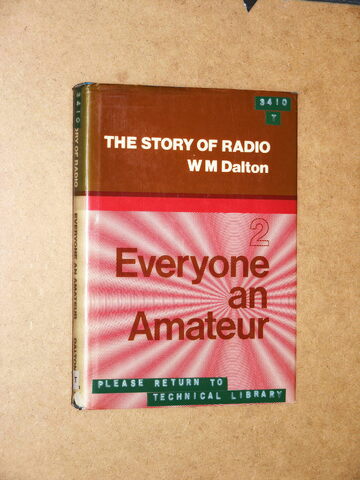 3410
T
THE STORY OF RADIO
W M Dalton
2
Everyone
an
Amateur
PLEASE RETURN TO
TECHNICAL LIBRARY
3410
STORY OF RADIO
EVERYONE AN AMATEUR
DALTON
T